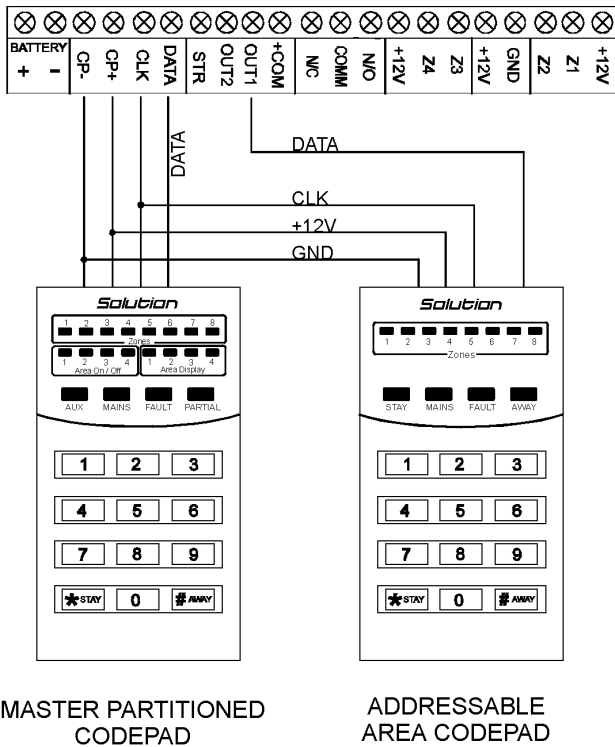 BATTERY
+ - CP- CP+ CLK DATA STR OUT2 OUT1 +COM N/C COMM N/O +12V Z4 Z3 +12V GND Z2 Z1 +12V
DATA
DATA
CLK
+12V
GND
Solution
1 2 3 4 5 6 7 8
Zones
1 2 3 4 1 2 3 4
Area On / Off Area Display
AUX MAINS FAULT PARTIAL
1 2 3
4 5 6
7 8 9
* STAY 0 # AWAY
Solution
1 2 3 4 5 6 7 8
Zones
STAY MAINS FAULT AWAY
1 2 3
4 5 6
7 8 9
* STAY 0 # AWAY
MASTER PARTITIONED
CODEPAD
ADDRESSABLE
AREA CODEPAD